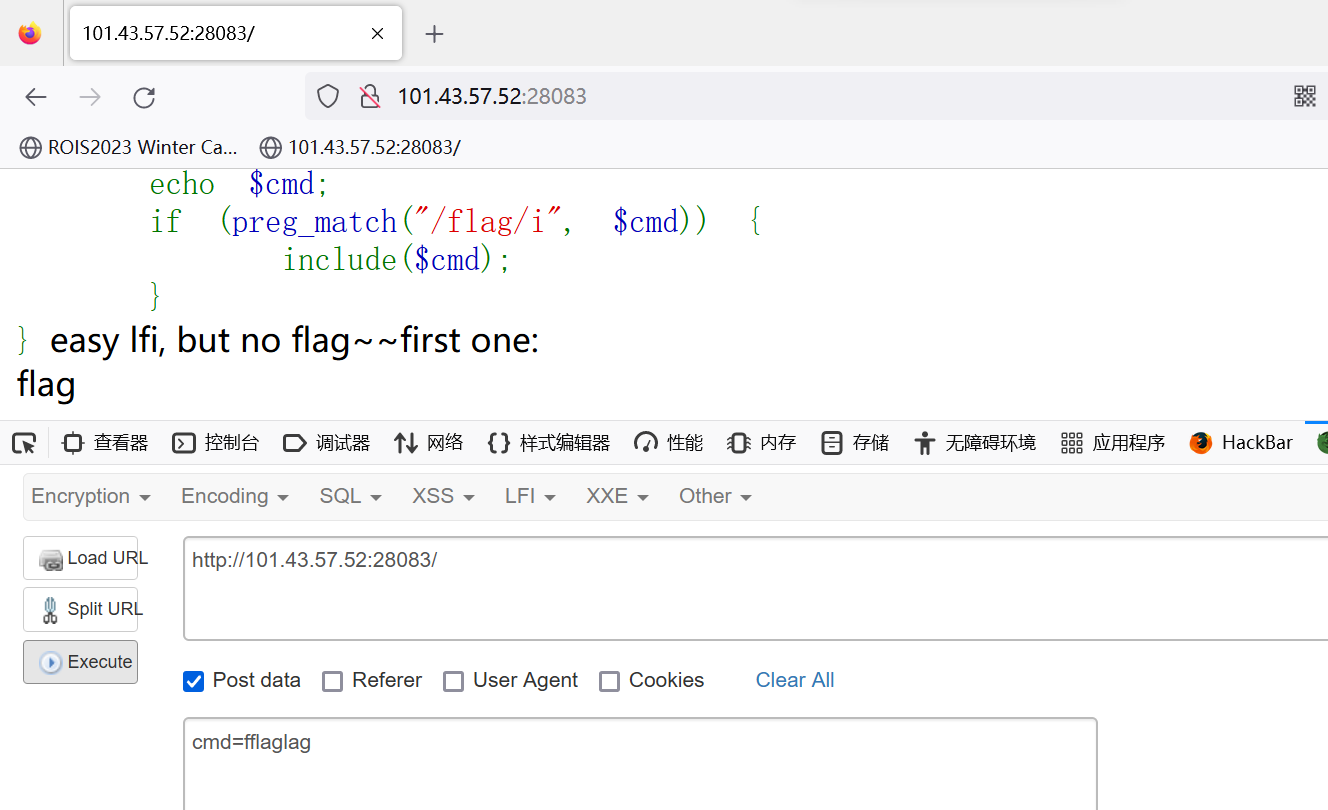 101.43.57.52:28083/
101.43.57.52:28083
ROIS2023 Winter Ca... 101.43.57.52:28083/
echo $cmd;
if (preg_match("/flag/i", $cmd)) {
include($cmd);
}
} easy lfi, but no flag~~first one:
flag
查看器 控制台 调试器 网络 样式编辑器 性能 内存 存储 无障碍环境 应用程序 HackBar
Encryption Encoding SQL XSS LFI XXE Other
Load URL http://101.43.57.52:28083/
Split URL
Execute
Post data Referer User Agent Cookies Clear All
cmd=fflaglag